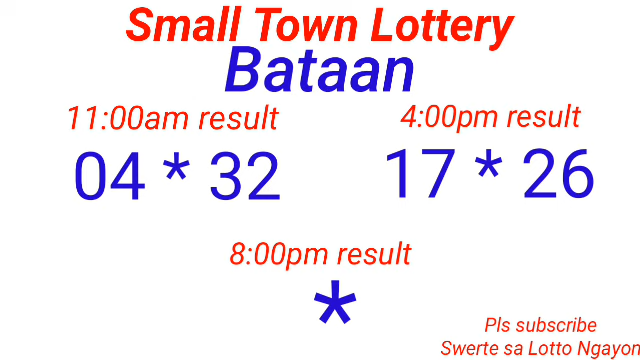 Small Town Lottery
Bataan
11:00am result
4:00pm result
04 * 32
17 * 26
8:00pm result
*
Pls subscribe
Swerte sa Lotto Ngayon